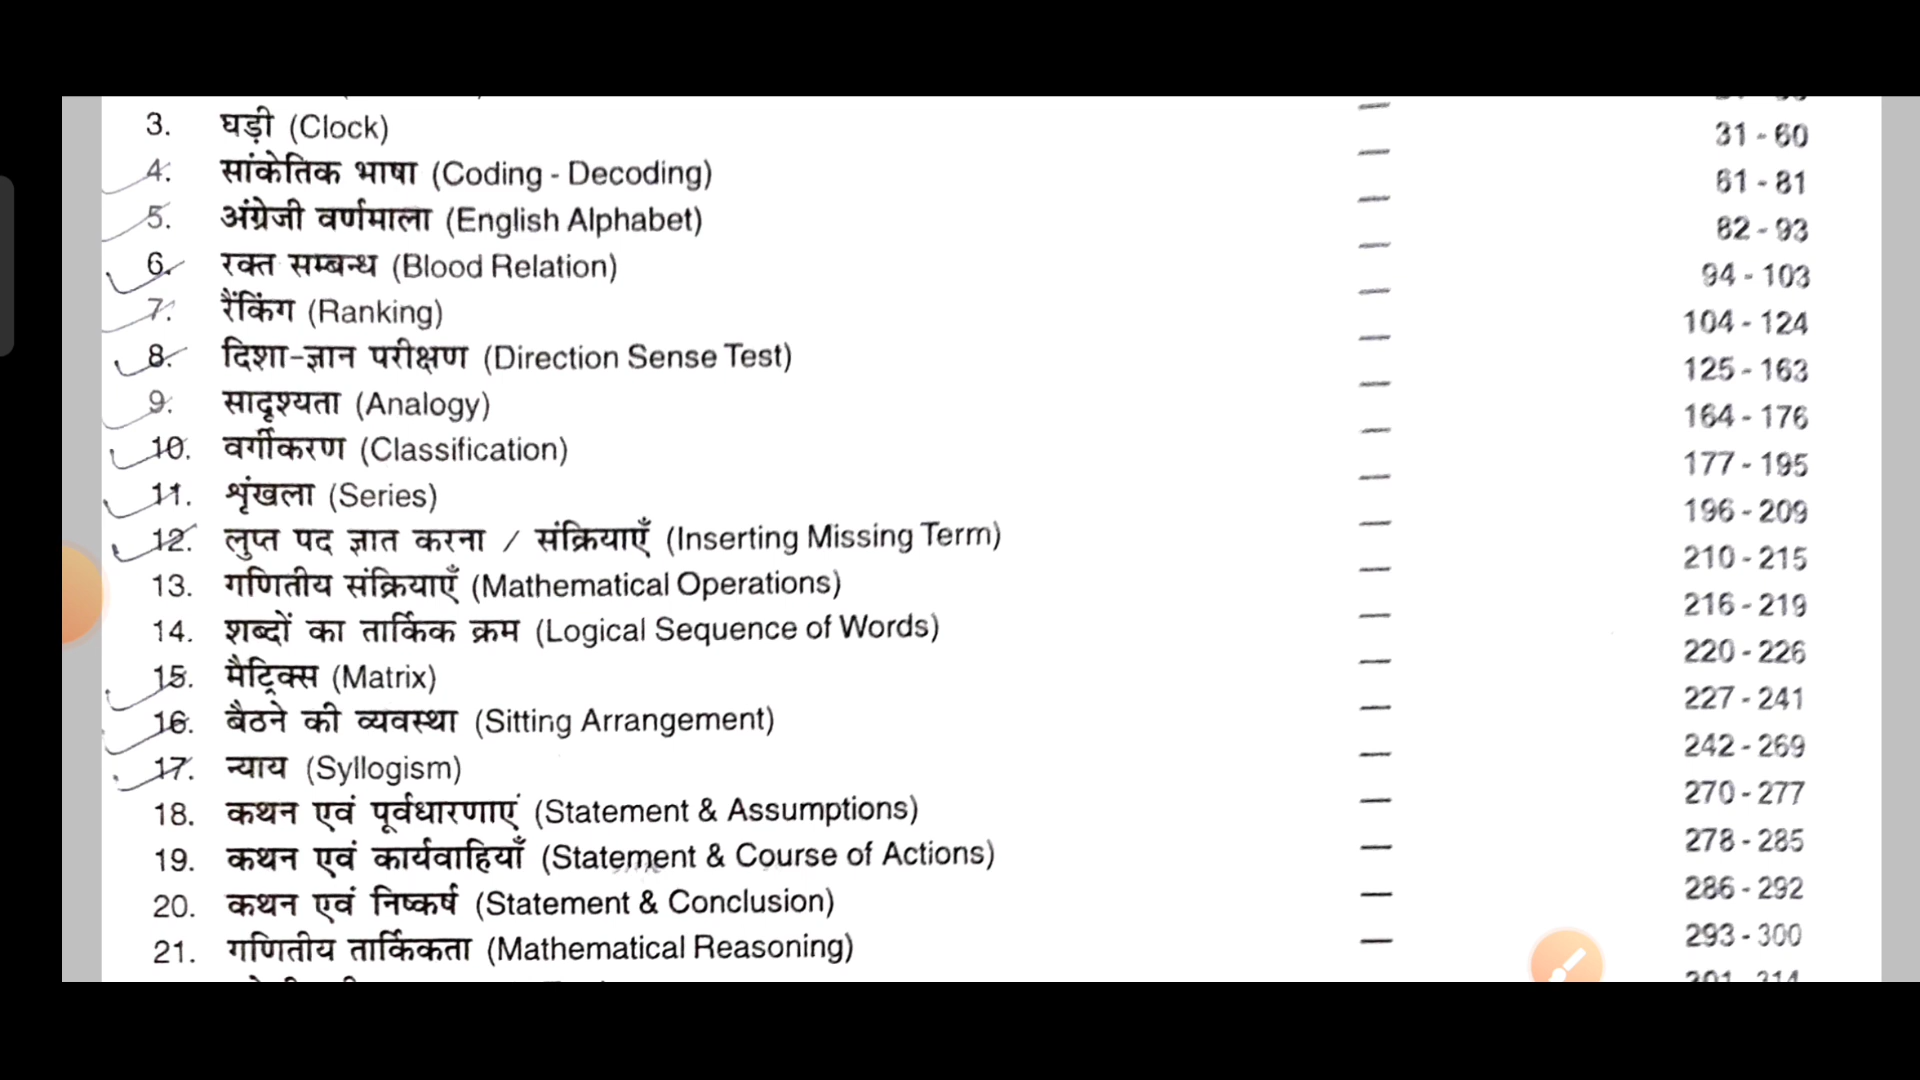 3. घड़ी (Clock) —
4. सांकेतिक भाषा (Coding - Decoding) — 31 - 60
5. अंग्रेजी वर्णमाला (English Alphabet) — 61 - 81
6. रक्त सम्बन्ध (Blood Relation) — 82 - 93
7. रैंकिंग (Ranking) — 94 - 103
8. दिशा-ज्ञान परीक्षण (Direction Sense Test) — 104 - 124
9. सादृश्यता (Analogy) — 125 - 163
10. वर्गीकरण (Classification) — 164 - 176
11. शृंखला (Series) — 177 - 195
12. लुप्त पद ज्ञात करना / संक्रियाएँ (Inserting Missing Term) — 196 - 209
13. गणितीय संक्रियाएँ (Mathematical Operations) — 210 - 215
14. शब्दों का तार्किक क्रम (Logical Sequence of Words) — 216 - 219
15. मैट्रिक्स (Matrix) — 220 - 226
16. बैठने की व्यवस्था (Sitting Arrangement) — 227 - 241
17. न्याय (Syllogism) — 242 - 269
18. कथन एवं पूर्वधारणाएं (Statement & Assumptions) — 270 - 277
19. कथन एवं कार्यवाहियाँ (Statement & Course of Actions) — 278 - 285
20. कथन एवं निष्कर्ष (Statement & Conclusion) — 286 - 292
21. गणितीय तार्किकता (Mathematical Reasoning) — 293 - 300